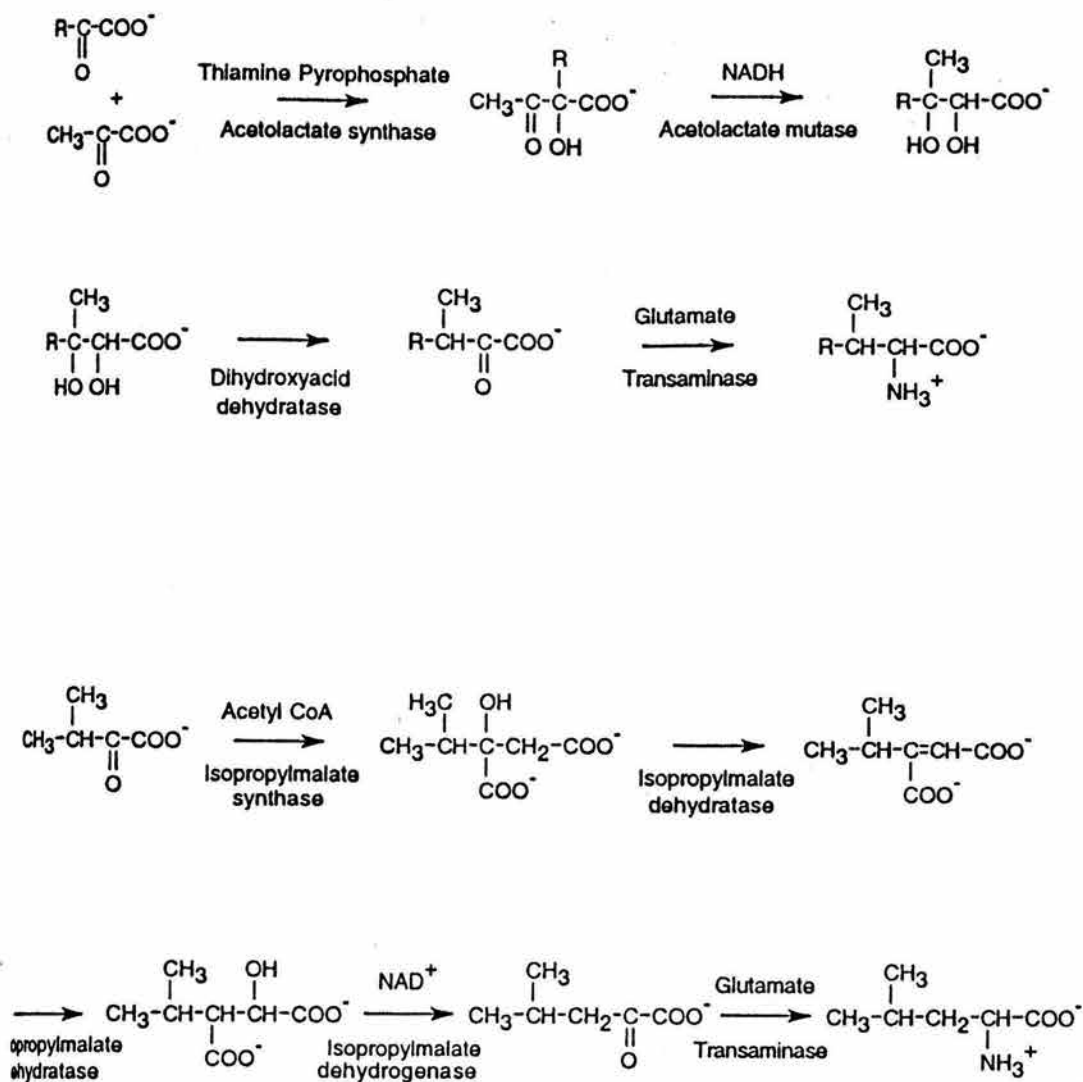 R-C-COO-
O
+
CH3-C-COO-
O
Thiamine Pyrophosphate
Acetolactate synthase
R
CH3-C-C-COO-
O OH
NADH
Acetolactate mutase
CH3
R-C-CH-COO-
HO OH
CH3
R-C-CH-COO-
HO OH
Dihydroxyacid
dehydratase
CH3
R-CH-C-COO-
O
Glutamate
Transaminase
CH3
R-CH-CH-COO-
NH3+
CH3
CH3-CH-C-COO-
O
Acetyl CoA
Isopropylmalate
synthase
H3C OH
CH3-CH-C-CH2-COO-
COO-
Isopropylmalate
dehydratase
CH3
CH3-CH-C=CH-COO-
COO-
opropylmalate
ehydratase
CH3 OH
CH3-CH-CH-CH-COO-
COO-
NAD+
Isopropylmalate
dehydrogenase
CH3
CH3-CH-CH2-C-COO-
O
Glutamate
Transaminase
CH3
CH3-CH-CH2-CH-COO-
NH3+